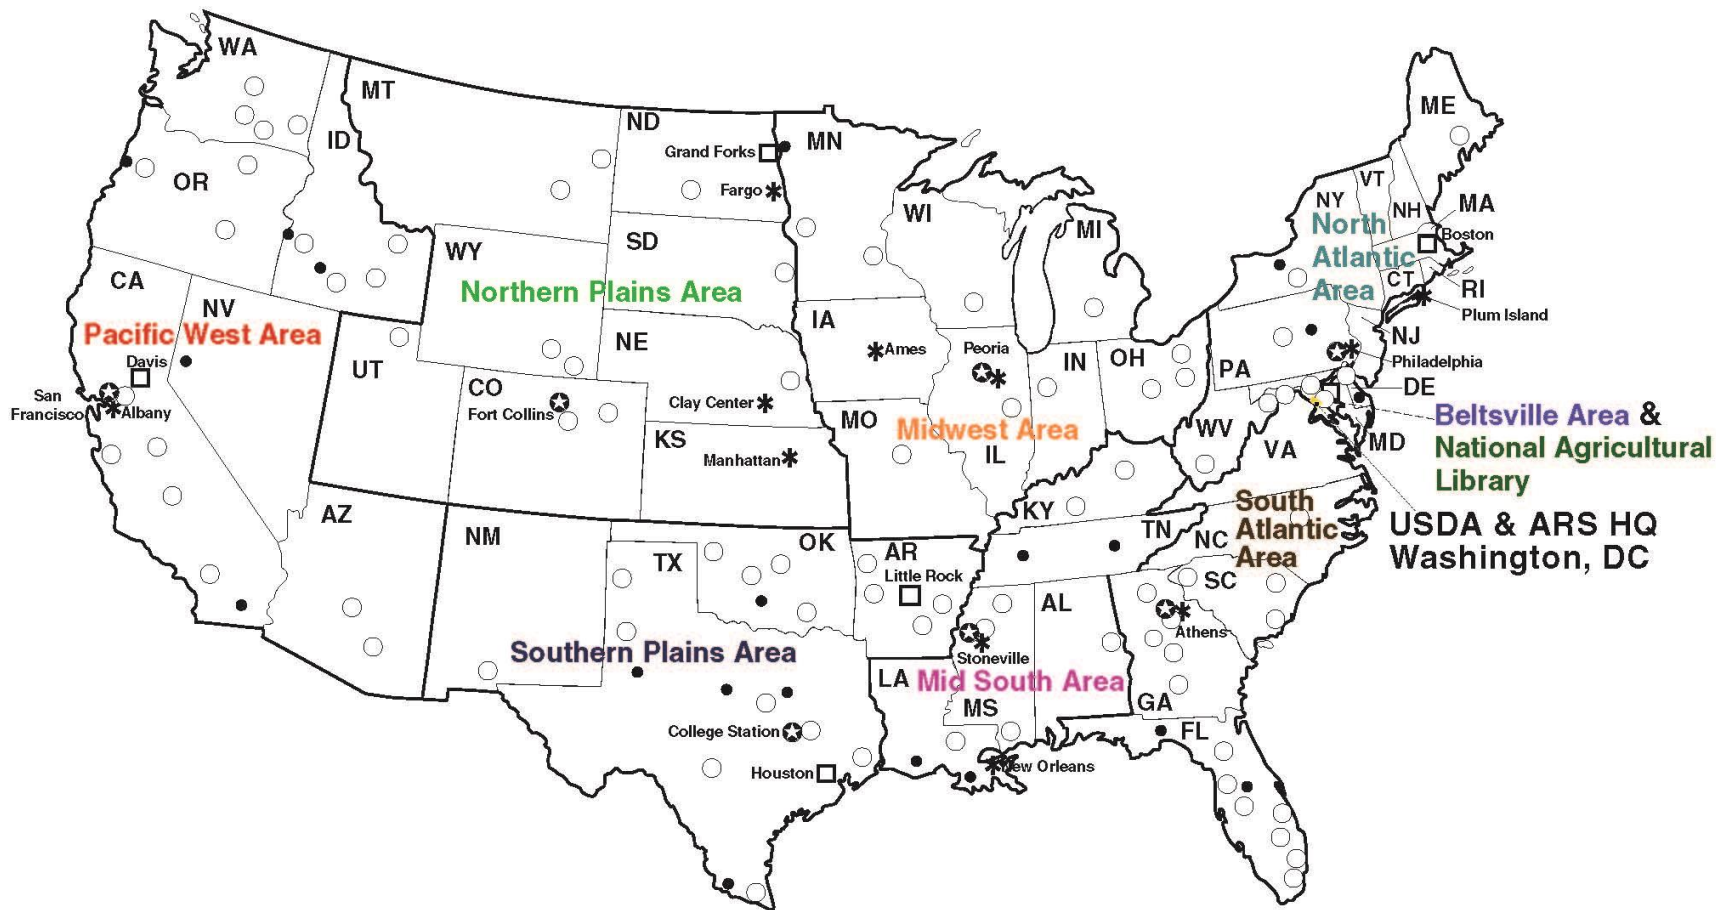 WA
MT
ME
ND
MN
Grand Forks
ID
VT
OR
Fargo
NY
NH
MA
WI
MI
North
Atlantic
Area
Boston
SD
WY
CA
CT
RI
Northern Plains Area
NV
IA
Plum Island
Pacific West Area
NE
NJ
Ames
Peoria
IN
OH
Davis
UT
PA
Philadelphia
CO
DE
San
Francisco
Albany
Fort Collins
Clay Center
MO
Midwest Area
WV
Beltsville Area &
National Agricultural
Library
KS
MD
VA
Manhattan
IL
South
Atlantic
Area
KY
AZ
TN
USDA & ARS HQ
Washington, DC
NM
NC
OK
AR
TX
Little Rock
SC
AL
Athens
Southern Plains Area
Stoneville
LA
Mid South Area
MS
GA
College Station
FL
Houston
New Orleans